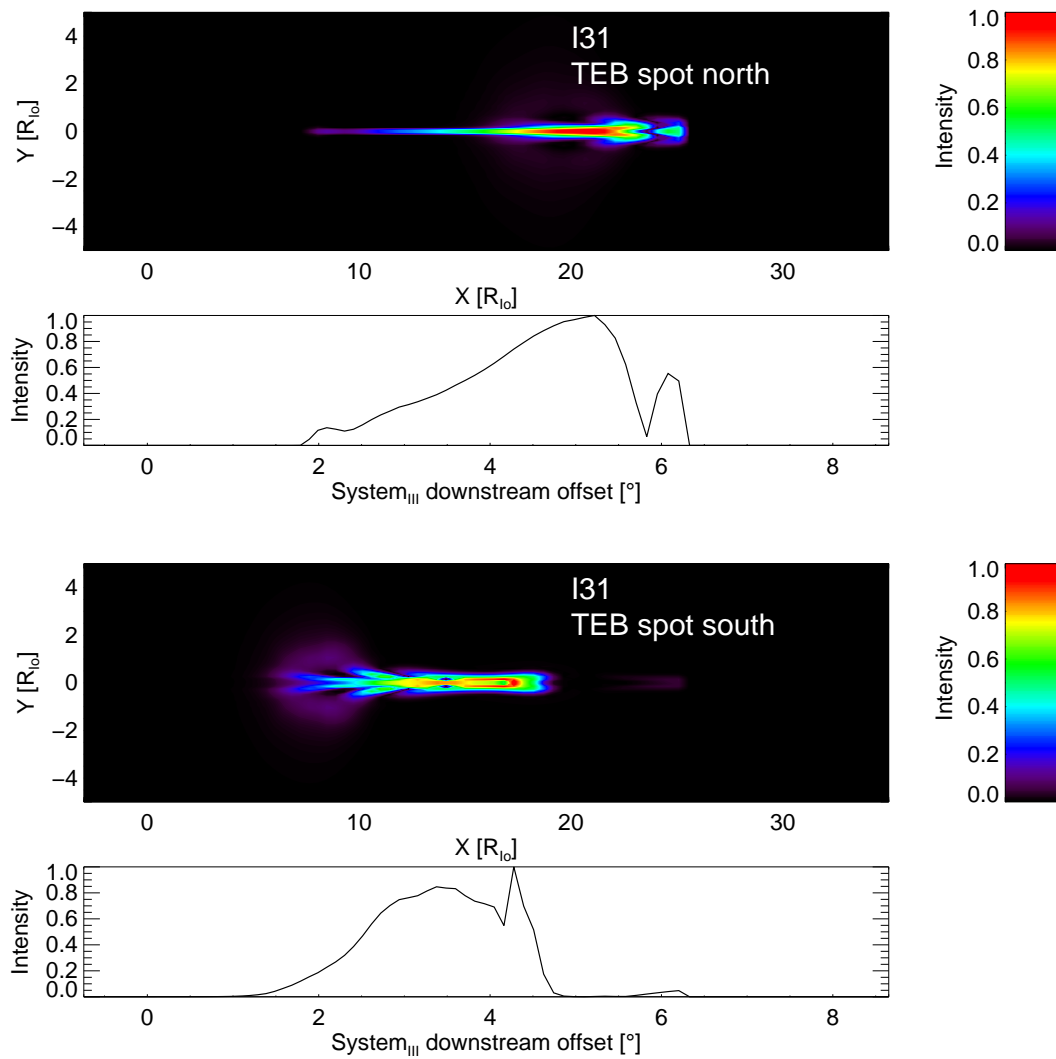 I31
TEB spot north
Y [R_Io]
4
2
0
−2
−4
0 10 20 30
X [R_Io]
Intensity
1.0
0.8
0.6
0.4
0.2
0.0
Intensity
1.0
0.8
0.6
0.4
0.2
0.0
0 2 4 6 8
System_III downstream offset [°]
I31
TEB spot south
Y [R_Io]
4
2
0
−2
−4
0 10 20 30
X [R_Io]
Intensity
1.0
0.8
0.6
0.4
0.2
0.0
Intensity
1.0
0.8
0.6
0.4
0.2
0.0
0 2 4 6 8
System_III downstream offset [°]